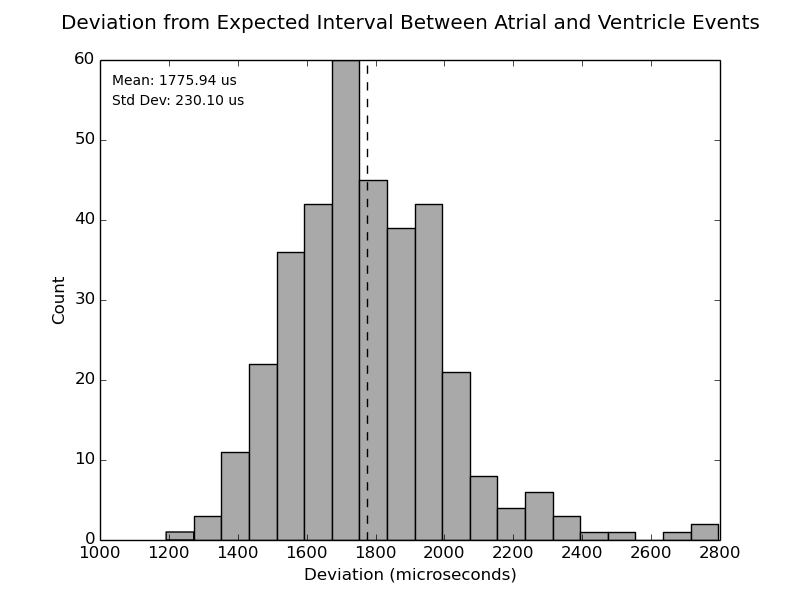 Deviation from Expected Interval Between Atrial and Ventricle Events
Mean: 1775.94 us
Std Dev: 230.10 us
60
50
40
30
20
10
0
Count
1000 1200 1400 1600 1800 2000 2200 2400 2600 2800
Deviation (microseconds)